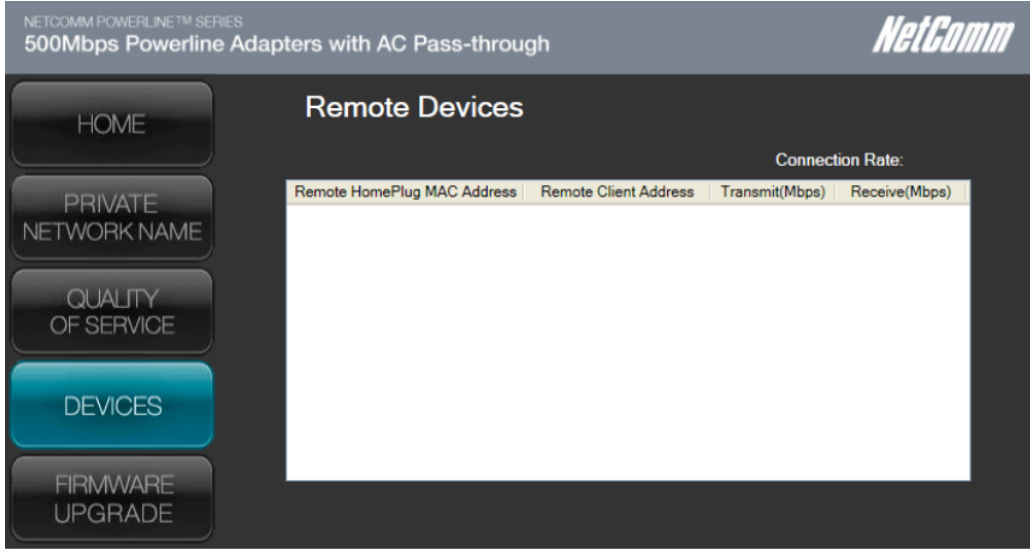 NETCOMM POWERLINE™ SERIES
500Mbps Powerline Adapters with AC Pass-through
NetComm
HOME
PRIVATE
NETWORK NAME
QUALITY
OF SERVICE
DEVICES
FIRMWARE
UPGRADE
Remote Devices
Connection Rate:
Remote HomePlug MAC Address Remote Client Address Transmit(Mbps) Receive(Mbps)